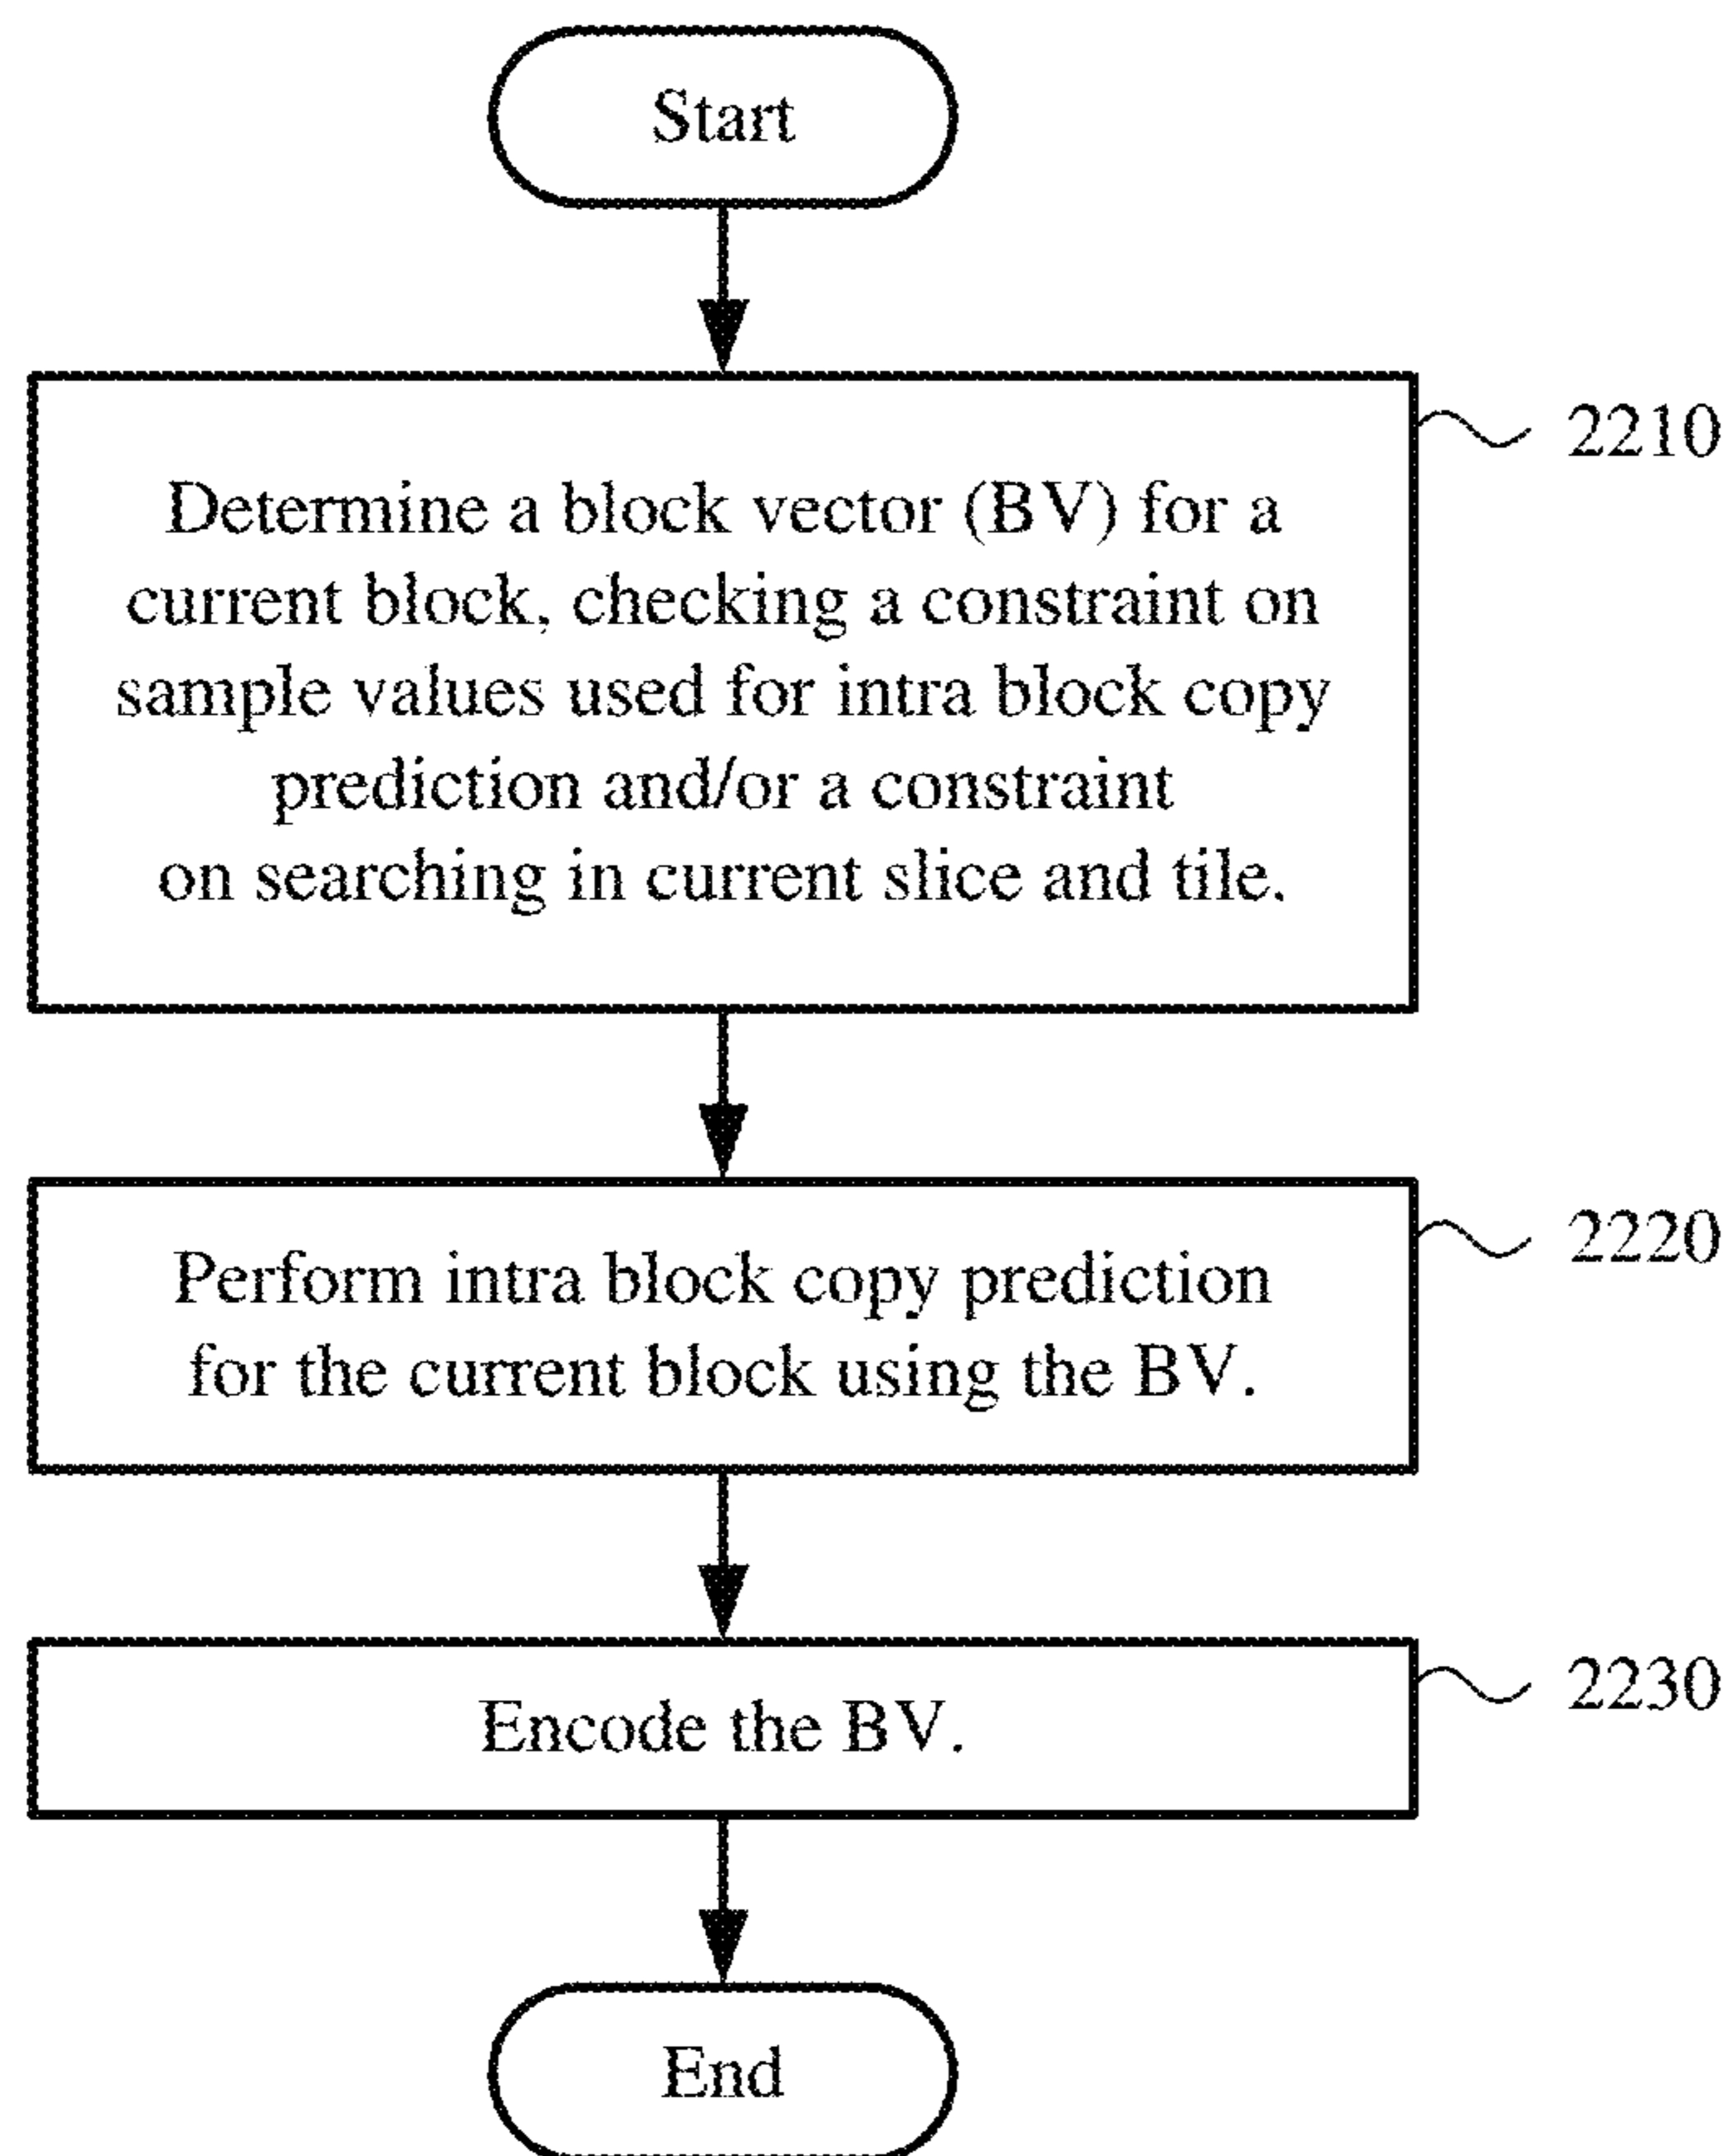 Start
2210
Determine a block vector (BV) for a
current block, checking a constraint on
sample values used for intra block copy
prediction and/or a constraint
on searching in current slice and tile.
2220
Perform intra block copy prediction
for the current block using the BV.
2230
Encode the BV.
End